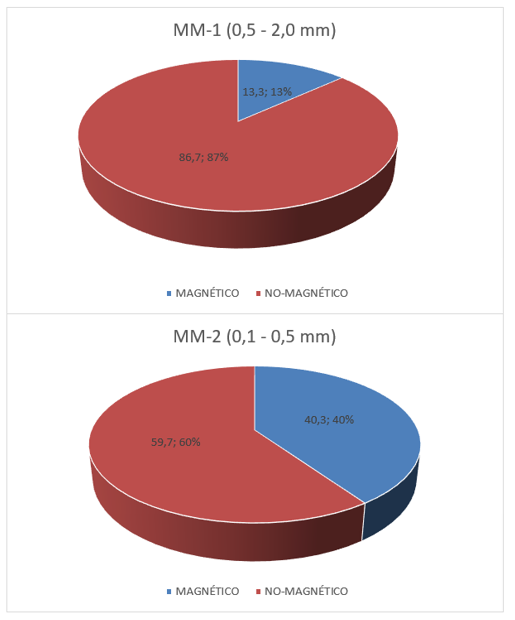 MM-1 (0,5 - 2,0 mm)
13,3; 13%
86,7; 87%
MAGNÉTICO NO-MAGNÉTICO
MM-2 (0,1 - 0,5 mm)
40,3; 40%
59,7; 60%
MAGNÉTICO NO-MAGNÉTICO